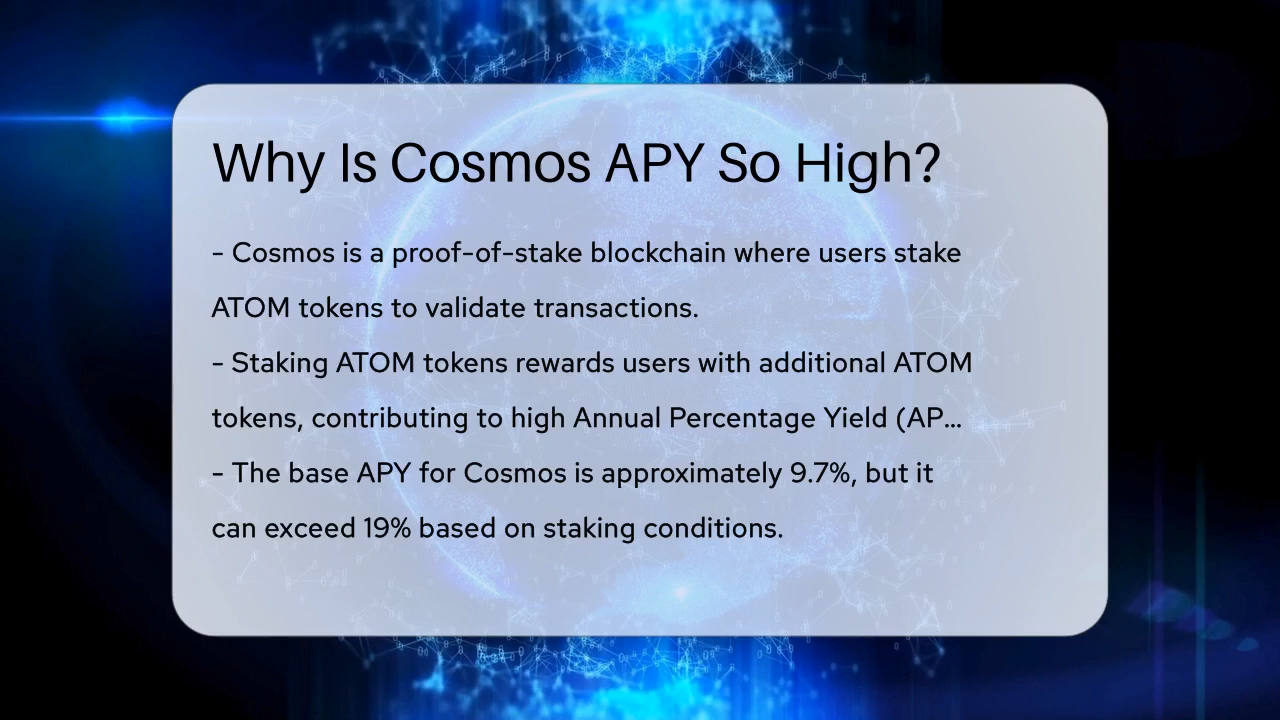 Why Is Cosmos APY So High?
- Cosmos is a proof-of-stake blockchain where users stake
ATOM tokens to validate transactions.
- Staking ATOM tokens rewards users with additional ATOM
tokens, contributing to high Annual Percentage Yield (AP...
- The base APY for Cosmos is approximately 9.7%, but it
can exceed 19% based on staking conditions.